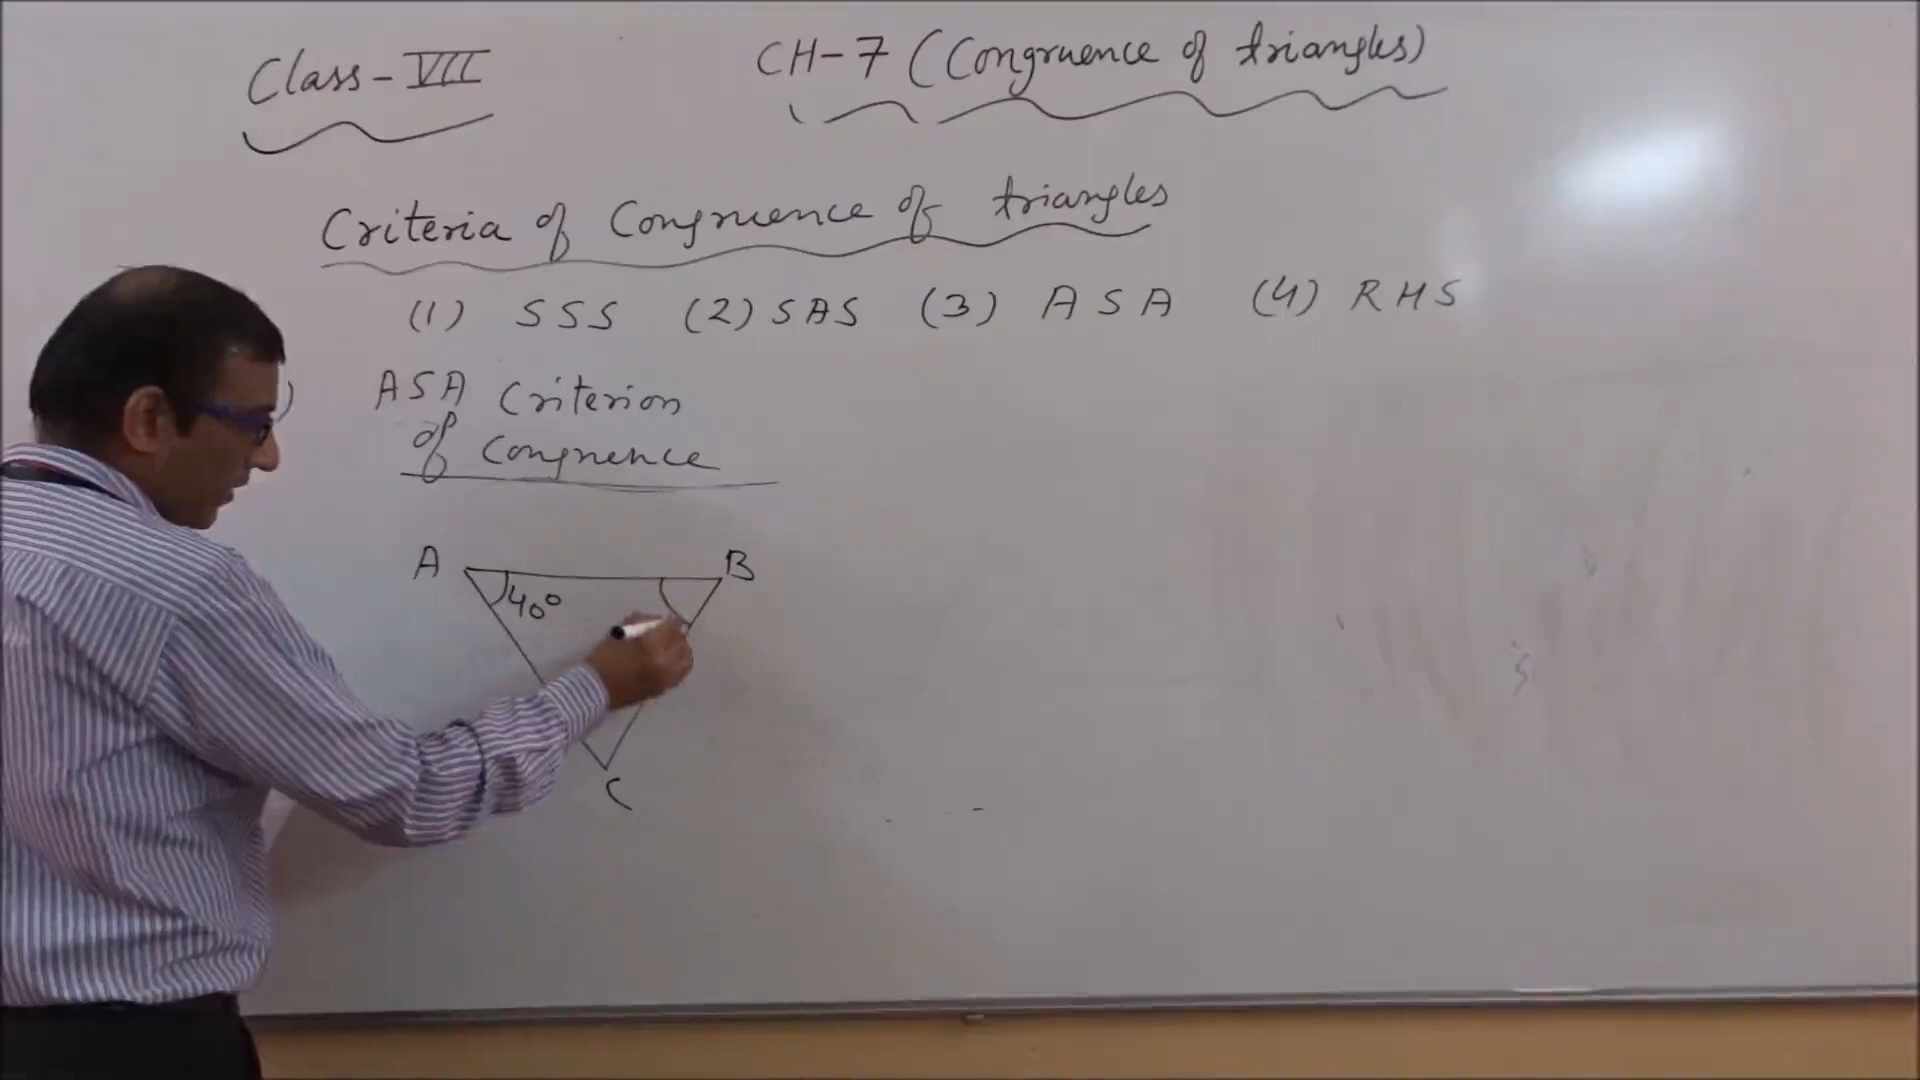 Class-VII
CH-7 (Congruence of triangles)
Criteria of Congruence of triangles
(1) SSS (2) SAS (3) ASA (4) RHS
) ASA Criterion
of Congruence
A B
40°
C